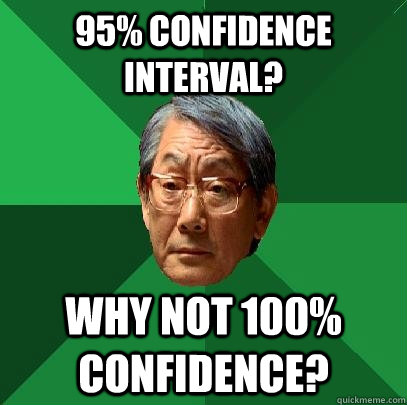 95% CONFIDENCE
INTERVAL?
WHY NOT 100%
CONFIDENCE?
quickmeme.com